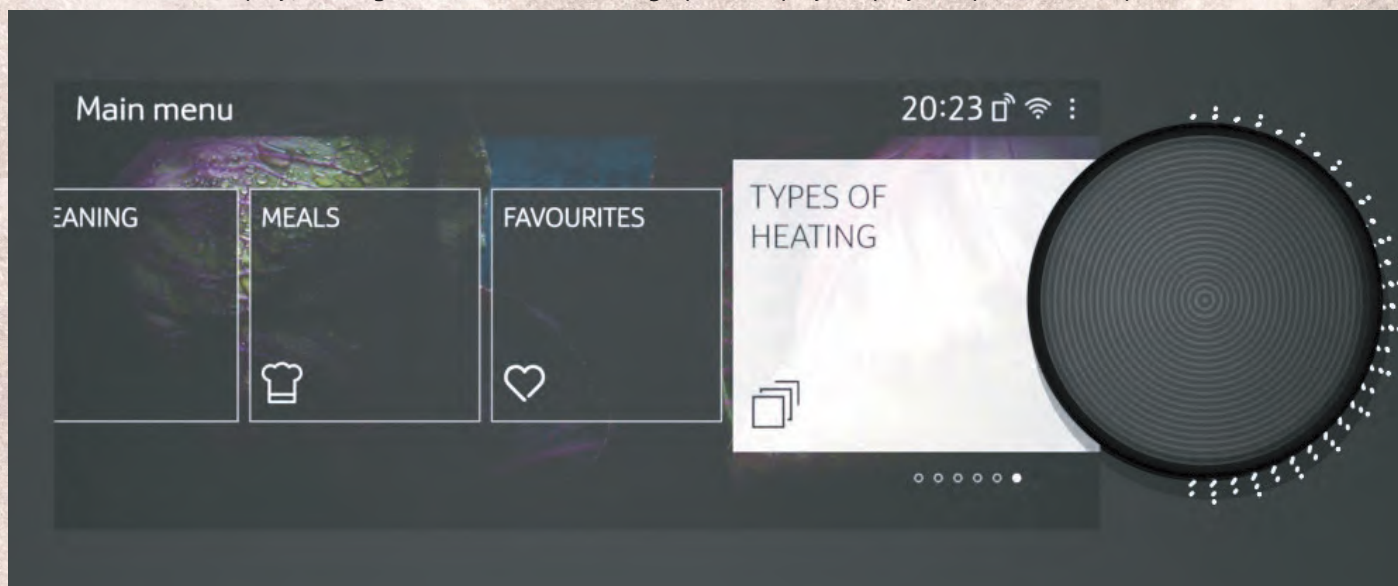 Main menu
20:23
EANING
MEALS
FAVOURITES
TYPES OF
HEATING